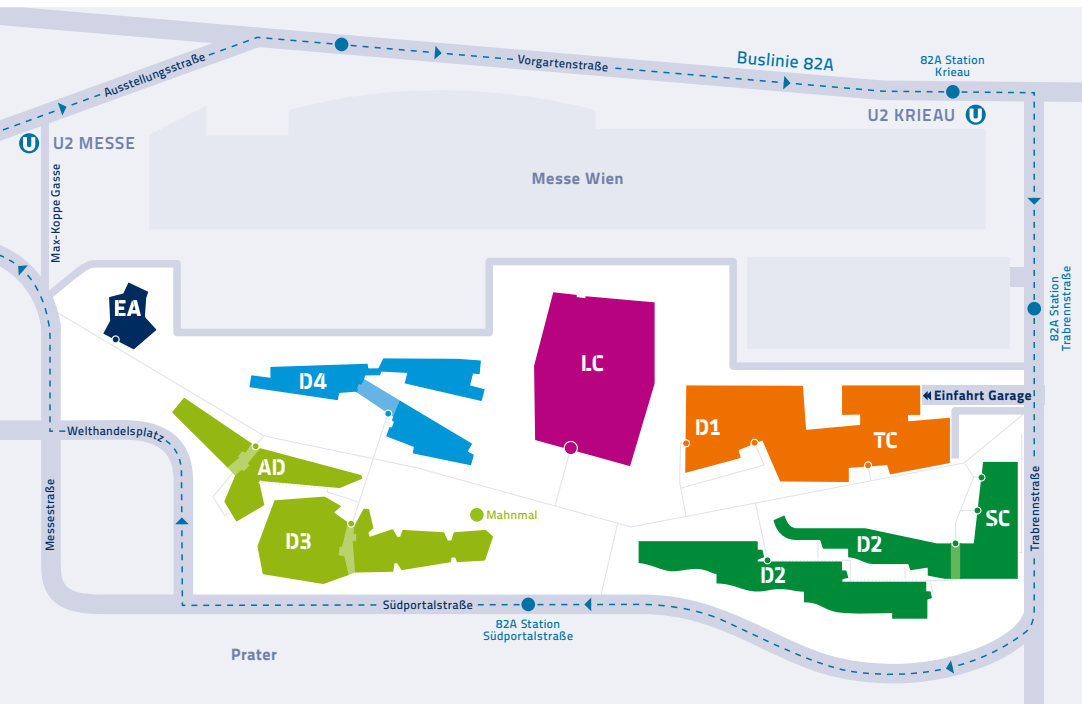 Ausstellungsstraße
Vorgartenstraße
Buslinie 82A
82A Station
Krieau
U2 KRIEAU U
U U2 MESSE
Max-Koppe Gasse
Messe Wien
82A Station
Trabrennstraße
EA
LC
D4
Einfahrt Garage
D1
TC
Welthandelsplatz
AD
Messestraße
Mahnmal
D3
SC
D2
D2
Trabrennstraße
Südportalstraße
82A Station
Südportalstraße
Prater